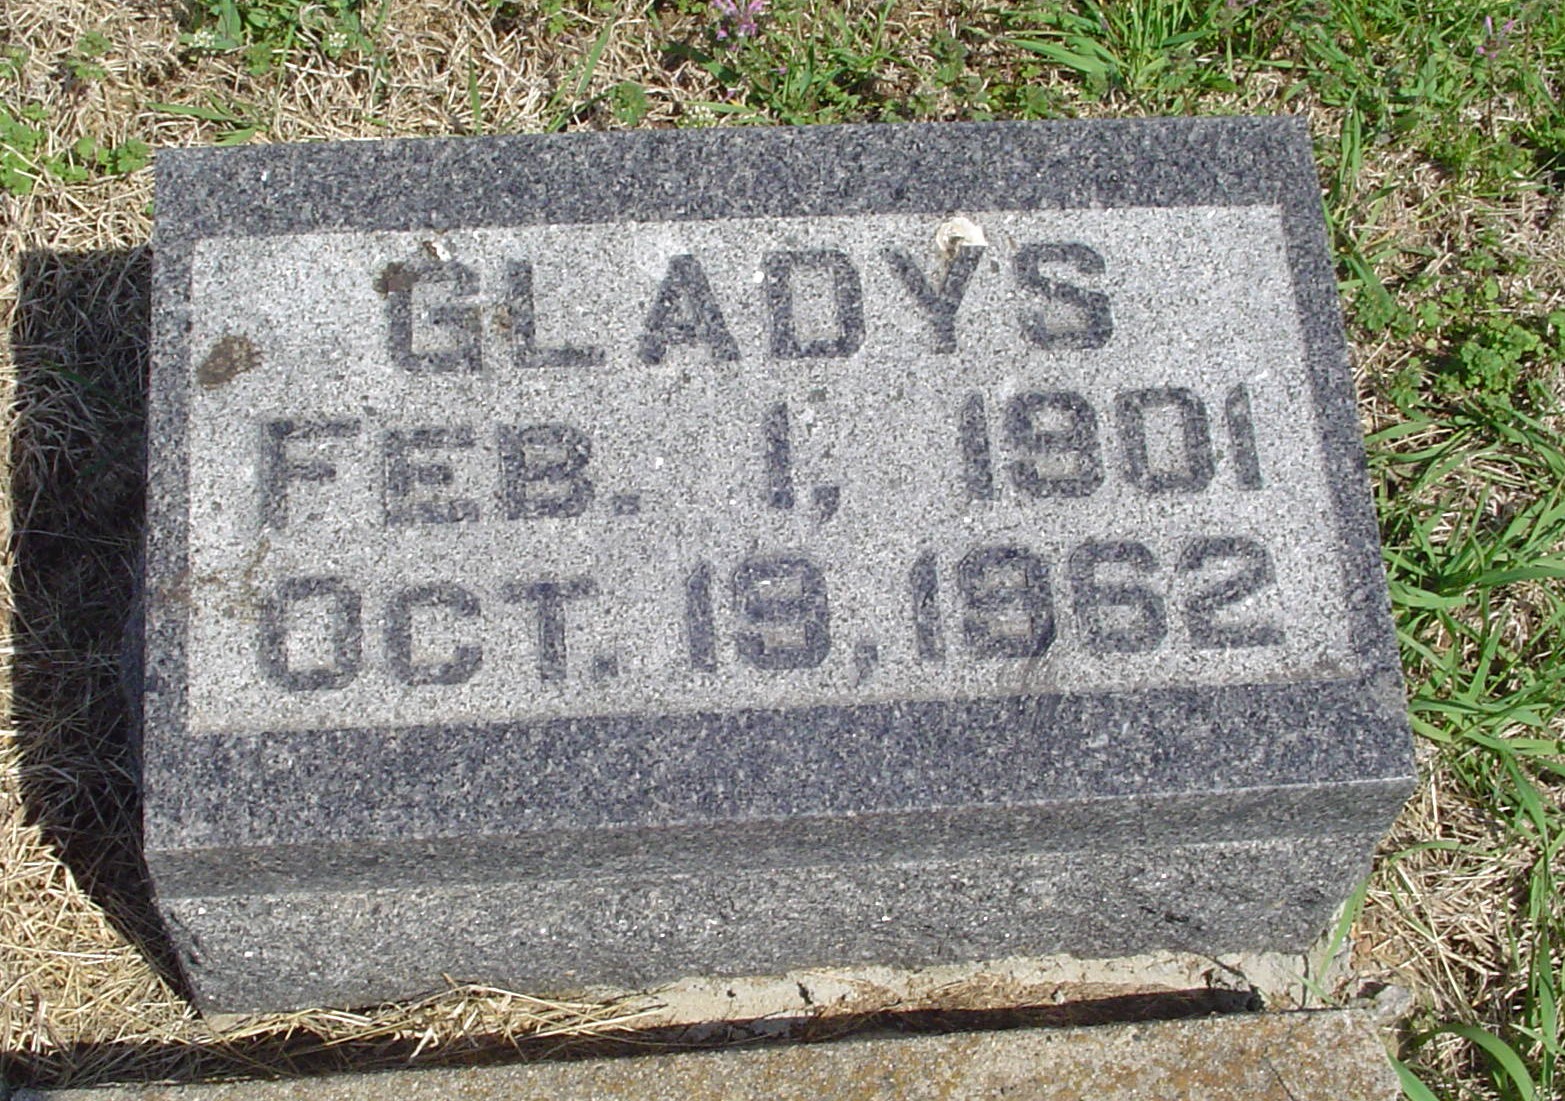 GLADYS
FEB. 1, 1901
OCT. 19, 1962